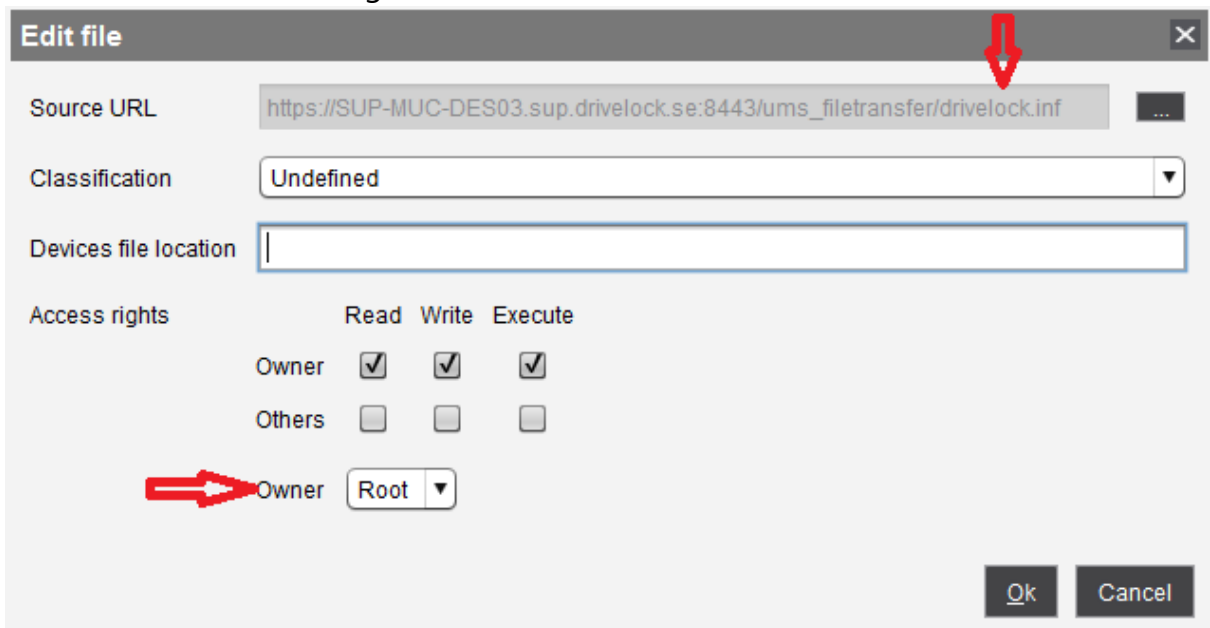 Edit file
Source URL https://SUP-MUC-DES03.sup.drivelock.se:8443/ums_filetransfer/drivelock.inf ...
Classification Undefined
Devices file location
Access rights Read Write Execute
Owner
Others
Owner Root
Ok Cancel